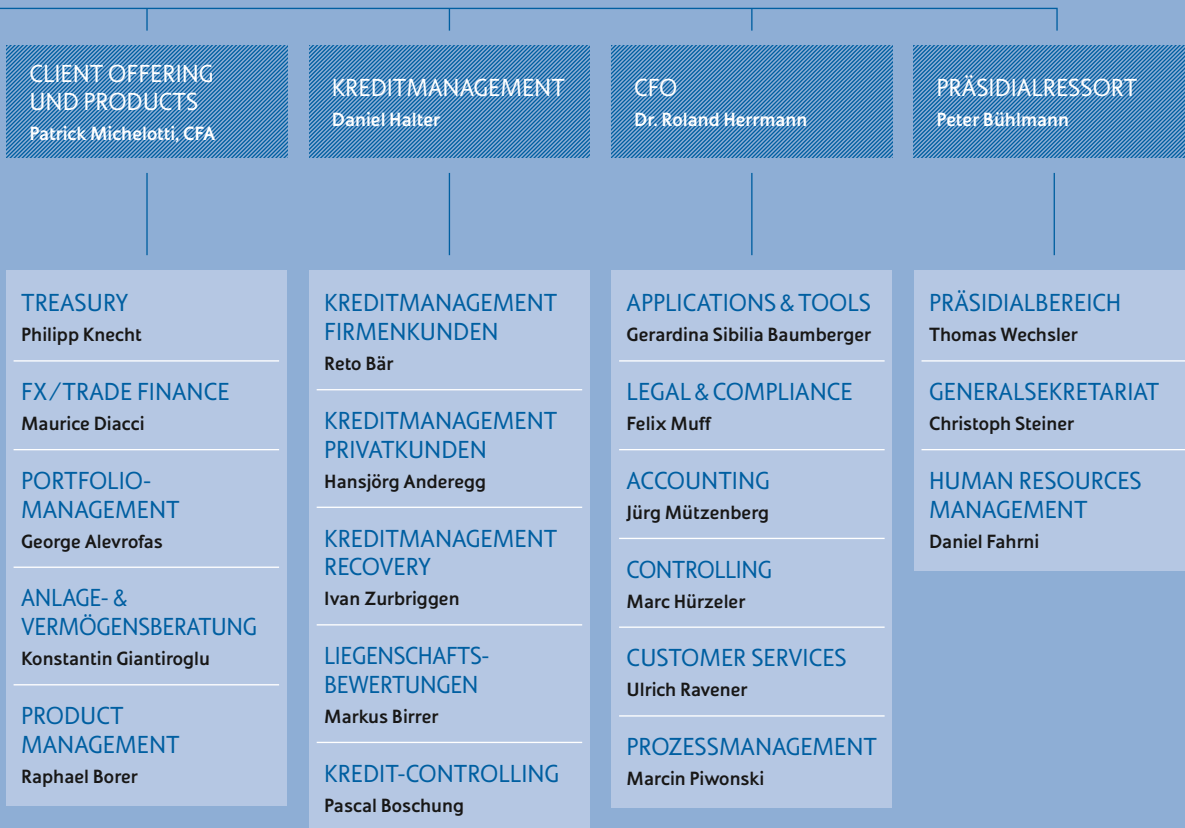 CLIENT OFFERING
UND PRODUCTS
Patrick Michelotti, CFA
KREDITMANAGEMENT
Daniel Halter
CFO
Dr. Roland Herrmann
PRÄSIDIALRESSORT
Peter Bühlmann
TREASURY
Philipp Knecht
FX/TRADE FINANCE
Maurice Diacci
PORTFOLIO-
MANAGEMENT
George Alevrofas
ANLAGE- &
VERMÖGENSBERATUNG
Konstantin Giantiroglu
PRODUCT
MANAGEMENT
Raphael Borer
KREDITMANAGEMENT
FIRMENKUNDEN
Reto Bär
KREDITMANAGEMENT
PRIVATKUNDEN
Hansjörg Anderegg
KREDITMANAGEMENT
RECOVERY
Ivan Zurbriggen
LIEGENSCHAFTS-
BEWERTUNGEN
Markus Birrer
KREDIT-CONTROLLING
Pascal Boschung
APPLICATIONS & TOOLS
Gerardina Sibilia Baumberger
LEGAL & COMPLIANCE
Felix Muff
ACCOUNTING
Jürg Mützenberg
CONTROLLING
Marc Hürzeler
CUSTOMER SERVICES
Ulrich Ravener
PROZESSMANAGEMENT
Marcin Piwonski
PRÄSIDIALBEREICH
Thomas Wechsler
GENERALSEKRETARIAT
Christoph Steiner
HUMAN RESOURCES
MANAGEMENT
Daniel Fahrni